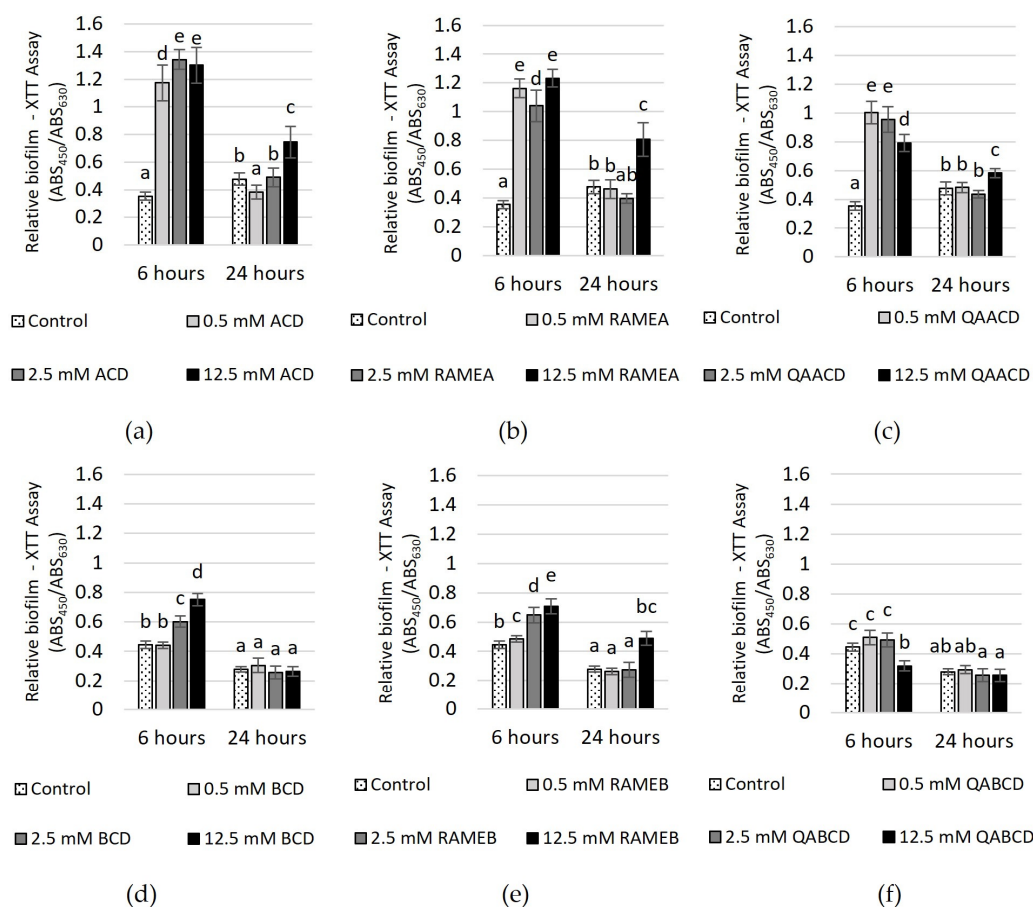 Relative biofilm - XTT Assay
(ABS450/ABS630)
1.6
1.4
1.2
1
0.8
0.6
0.4
0.2
0
a
d
e
e
b
a
b
c
6 hours
24 hours
Control
0.5 mM ACD
2.5 mM ACD
12.5 mM ACD
(a)
Relative biofilm - XTT Assay
(ABS450/ABS630)
1.6
1.4
1.2
1
0.8
0.6
0.4
0.2
0
a
e
d
e
b
b
ab
c
6 hours
24 hours
Control
0.5 mM RAMEA
2.5 mM RAMEA
12.5 mM RAMEA
(b)
Relative biofilm - XTT Assay
(ABS450/ABS630)
1.6
1.4
1.2
1
0.8
0.6
0.4
0.2
0
a
e
e
d
b
b
b
c
6 hours
24 hours
Control
0.5 mM QAACD
2.5 mM QAACD
12.5 mM QAACD
(c)
Relative biofilm - XTT Assay
(ABS450/ABS630)
1.6
1.4
1.2
1
0.8
0.6
0.4
0.2
0
b
b
c
d
a
a
a
a
6 hours
24 hours
Control
0.5 mM BCD
2.5 mM BCD
12.5 mM BCD
(d)
Relative biofilm - XTT Assay
(ABS450/ABS630)
1.6
1.4
1.2
1
0.8
0.6
0.4
0.2
0
b
c
d
e
a
a
a
bc
6 hours
24 hours
Control
0.5 mM RAMEB
2.5 mM RAMEB
12.5 mM RAMEB
(e)
Relative biofilm - XTT Assay
(ABS450/ABS630)
1.6
1.4
1.2
1
0.8
0.6
0.4
0.2
0
c
c
c
b
ab
ab
a
a
6 hours
24 hours
Control
0.5 mM QABCD
2.5 mM QABCD
12.5 mM QABCD
(f)